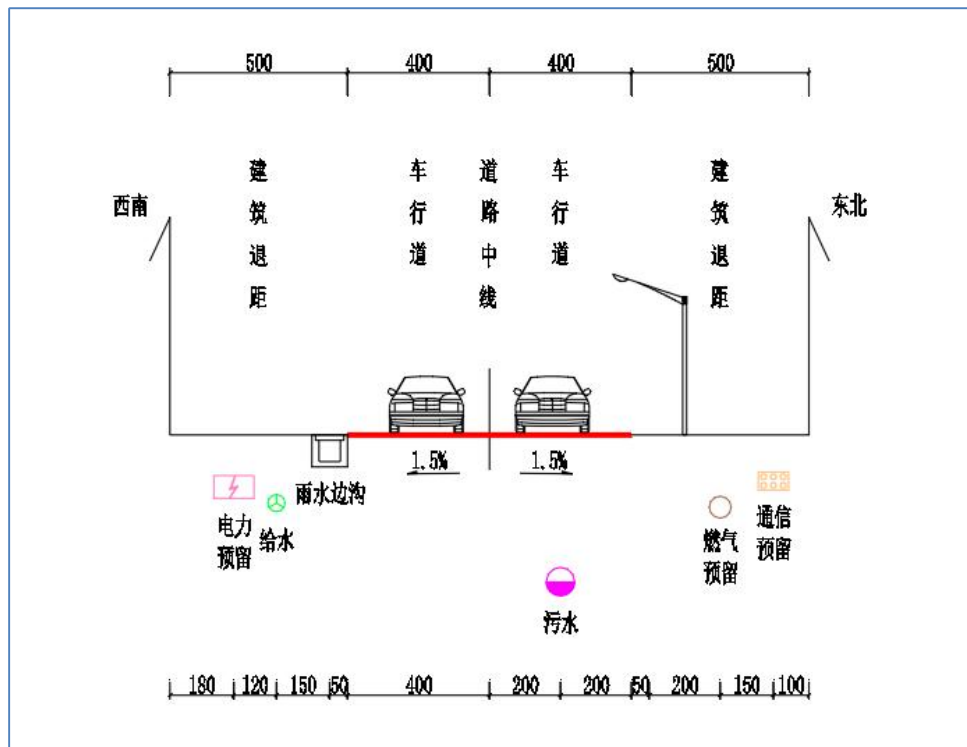 500 400 400 500
建筑退距
车行道
道路中线
车行道
建筑退距
西南
东北
1.5% 1.5%
雨水边沟
电力
预留
给水
燃气
预留
通信
预留
污水
180 120 150 50 400 200 200 50 200 150 100